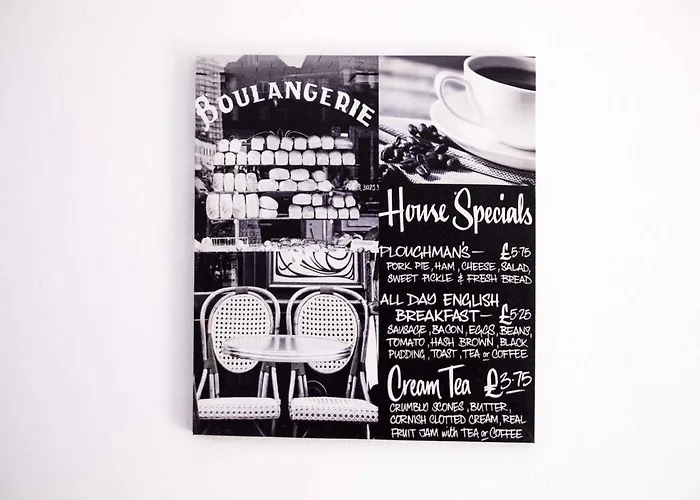 BOULANGERIE
House Specials
PLOUGHMAN'S — £5·75
PORK PIE, HAM, CHEESE, SALAD,
SWEET PICKLE & FRESH BREAD
ALL DAY ENGLISH
BREAKFAST — £5·25
SAUSAGE, BACON, EGGS, BEANS,
TOMATO, HASH BROWN, BLACK
PUDDING, TOAST, TEA or COFFEE
Cream Tea £3·75
CRUMBLIO SCONES, BUTTER,
CORNISH CLOTTED CREAM, REAL
FRUIT JAM with TEA or COFFEE